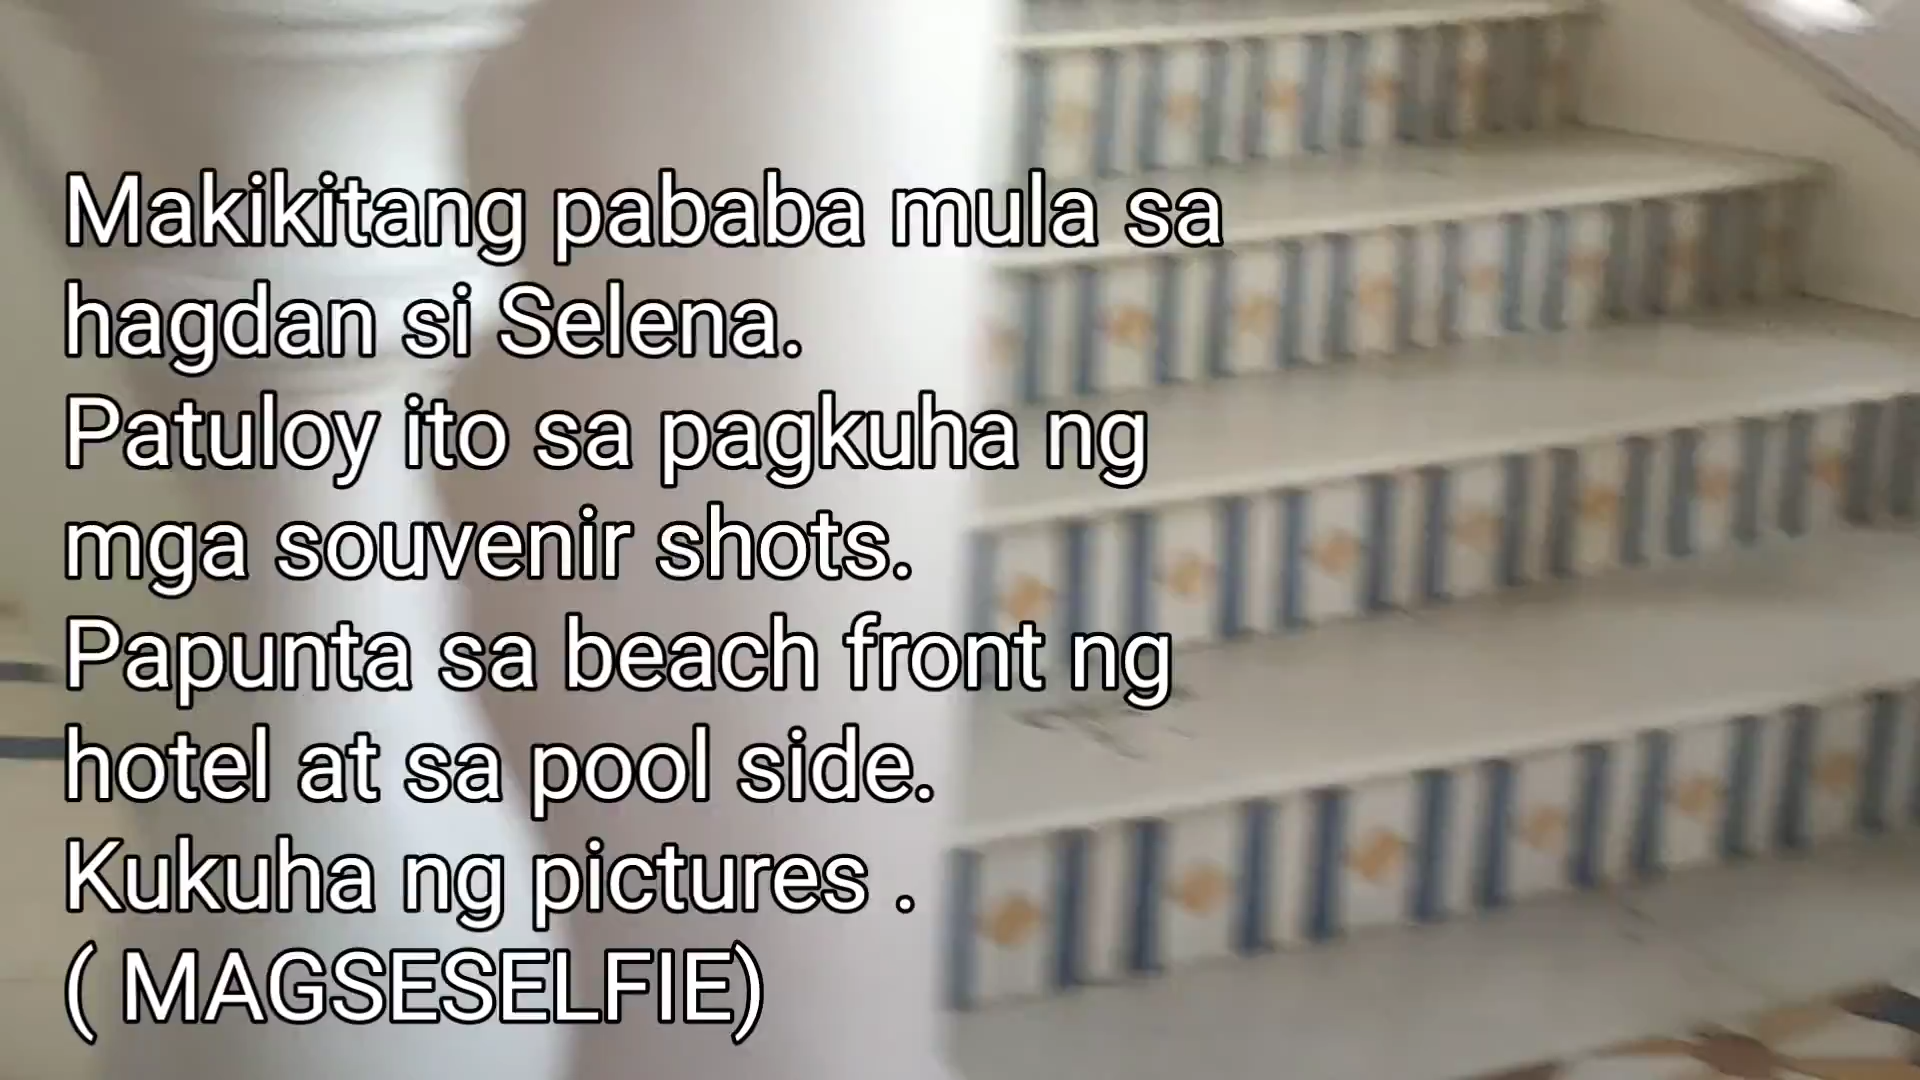 Makikitang pababa mula sa
hagdan si Selena.
Patuloy ito sa pagkuha ng
mga souvenir shots.
Papunta sa beach front ng
hotel at sa pool side.
Kukuha ng pictures .
( MAGSESELFIE)